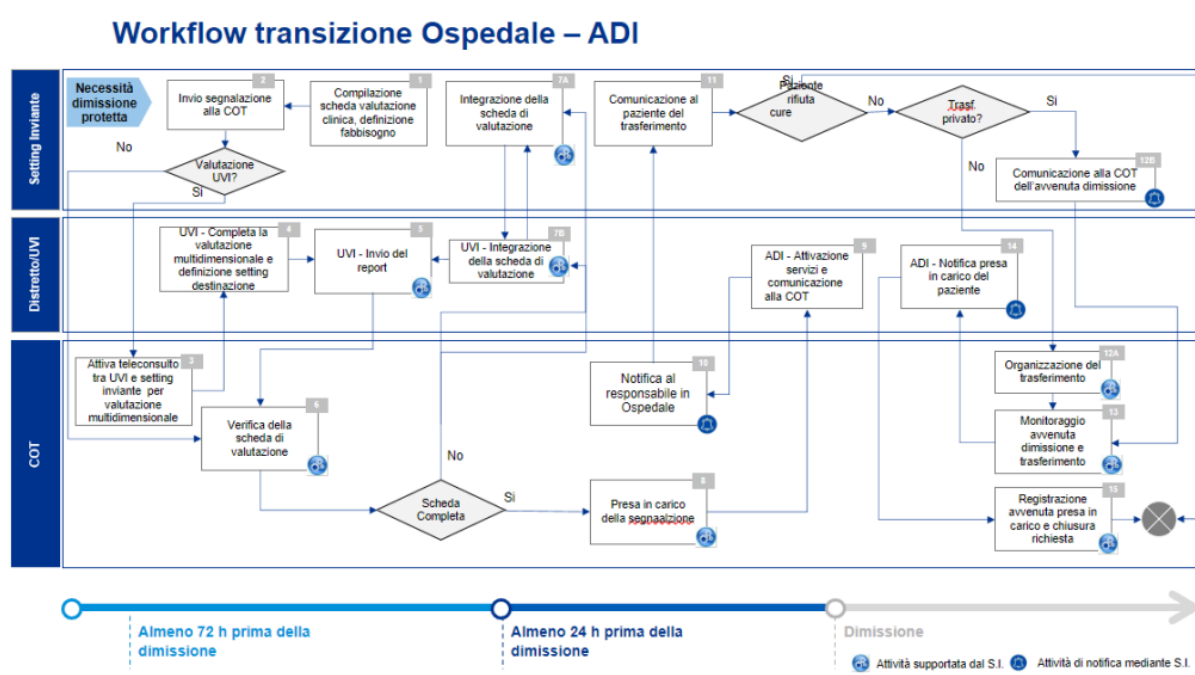 Workflow transizione Ospedale – ADI
Setting Inviante
Necessità
dimissione
protetta
2
Invio segnalazione
alla COT
1
Compilazione
scheda valutazione
clinica, definizione
fabbisogno
7A
Integrazione della
scheda di
valutazione
11
Comunicazione al
paziente del
trasferimento
Si
Paziente
rifiuta
cure
No
Trasf.
privato?
Si
No
12B
Comunicazione alla COT
dell'avvenuta dimissione
No
Valutazione
UVI?
Si
Distretto/UVI
4
UVI - Completa la
valutazione
multidimensionale e
definizione setting
destinazione
5
UVI - Invio del
report
7B
UVI - Integrazione
della scheda di
valutazione
9
ADI - Attivazione
servizi e
comunicazione
alla COT
14
ADI - Notifica presa
in carico del
paziente
COT
3
Attiva teleconsulto
tra UVI e setting
inviante per
valutazione
multidimensionale
6
Verifica della
scheda di
valutazione
No
Scheda
Completa
Si
10
Notifica al
responsabile in
Ospedale
8
Presa in carico
della segnaalzione
12A
Organizzazione del
trasferimento
13
Monitoraggio
avvenuta
dimissione e
trasferimento
15
Registrazione
avvenuta presa in
carico e chiusura
richiesta
Almeno 72 h prima della
dimissione
Almeno 24 h prima della
dimissione
Dimissione
Attività supportata dal S.I.
Attività di notifica mediante S.I.